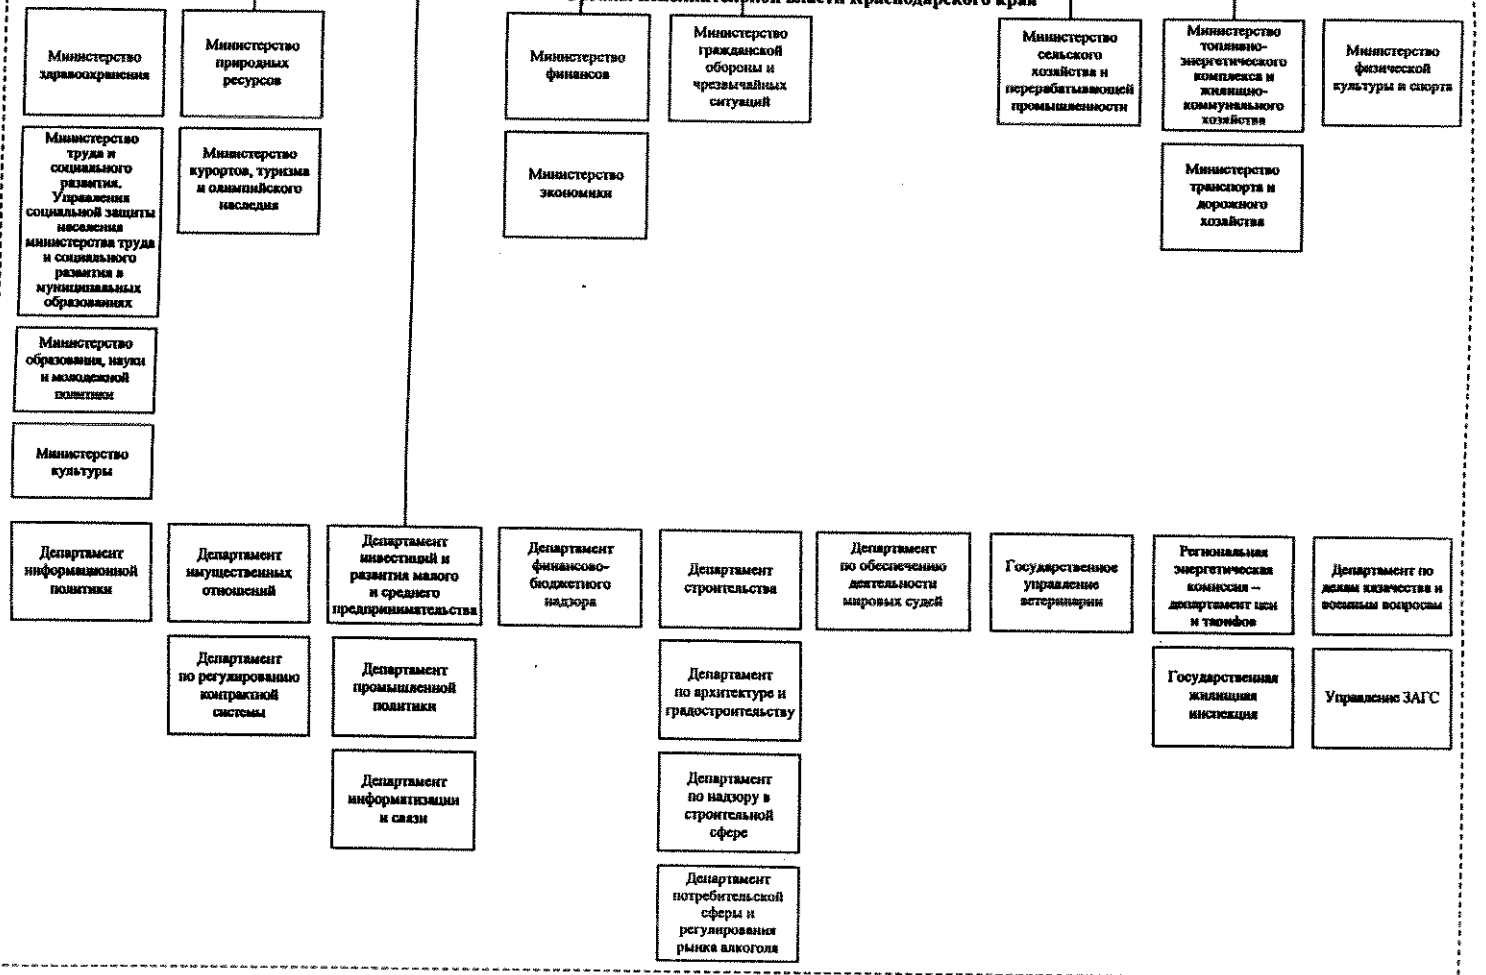 исполнительной власти Краснодарского края
Министерство
здравоохранения
Министерство
природных
ресурсов
Министерство
финансов
Министерство
гражданской
обороны и
чрезвычайных
ситуаций
Министерство
сельского
хозяйства и
перерабатывающей
промышленности
Министерство
топливно-
энергетического
комплекса и
жилищно-
коммунального
хозяйства
Министерство
физической
культуры и спорта
Министерство
труда и
социального
развития.
Управления
социальной защиты
населения
министерства труда
и социального
развития в
муниципальных
образованиях
Министерство
курортов, туризма
и олимпийского
наследия
Министерство
экономики
Министерство
транспорта и
дорожного
хозяйства
Министерство
образования, науки
и молодежной
политики
Министерство
культуры
Департамент
информационной
политики
Департамент
имущественных
отношений
Департамент
инвестиций и
развития малого
и среднего
предпринимательства
Департамент
финансово-
бюджетного
надзора
Департамент
строительства
Департамент
по обеспечению
деятельности
мировых судей
Государственное
управление
ветеринарии
Региональная
энергетическая
комиссия –
департамент цен
и тарифов
Департамент по
делам казачества и
военным вопросам
Департамент
по регулированию
контрактной
системы
Департамент
промышленной
политики
Департамент
по архитектуре и
градостроительству
Государственная
жилищная
инспекция
Управление ЗАГС
Департамент
информатизации
и связи
Департамент
по надзору в
строительной
сфере
Департамент
потребительской
сферы и
регулирования
рынка алкоголя